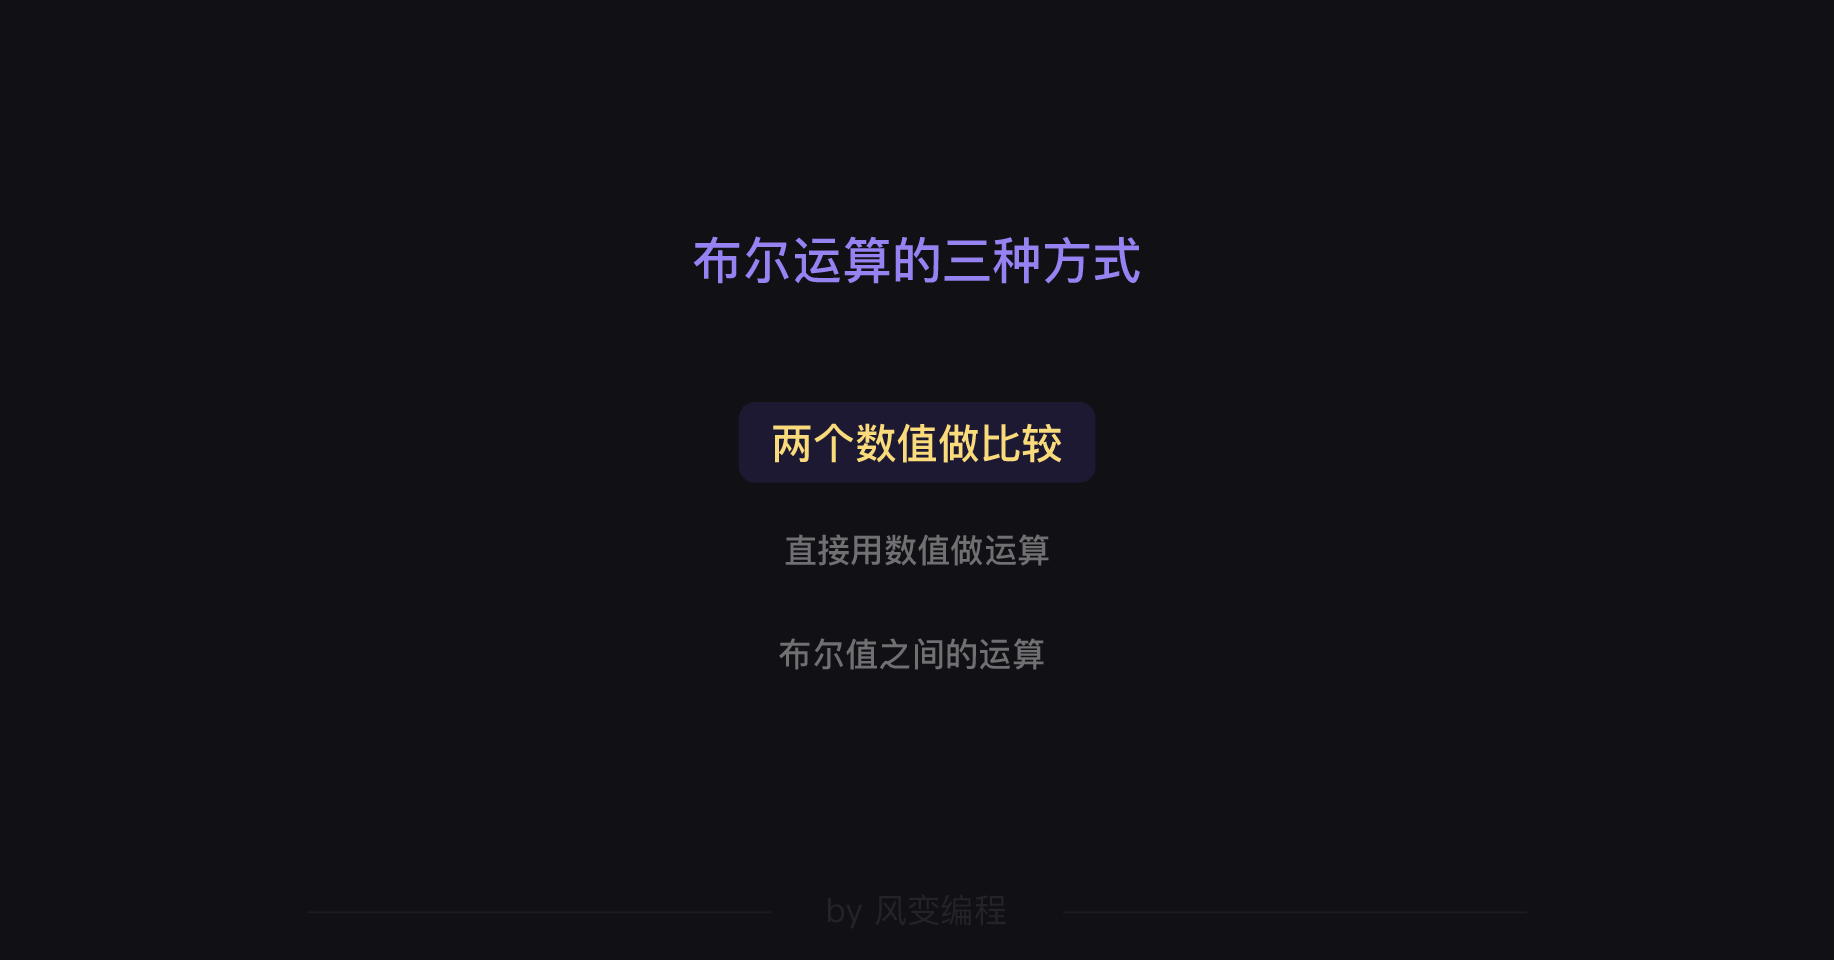 布尔运算的三种方式
两个数值做比较
直接用数值做运算
布尔值之间的运算
by 风变编程